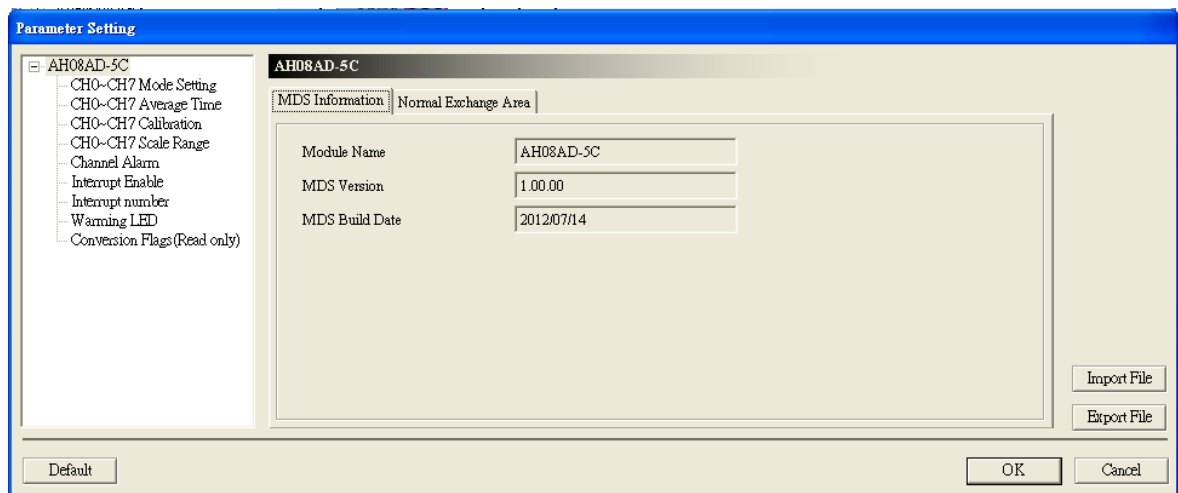 Parameter Setting
AH08AD-5C
CH0~CH7 Mode Setting
CH0~CH7 Average Time
CH0~CH7 Calibration
CH0~CH7 Scale Range
Channel Alarm
Interrupt Enable
Interrupt number
Warning LED
Conversion Flags(Read only)
AH08AD-5C
MDS Information
Normal Exchange Area
Module Name
AH08AD-5C
MDS Version
1.00.00
MDS Build Date
2012/07/14
Import File
Export File
Default
OK
Cancel